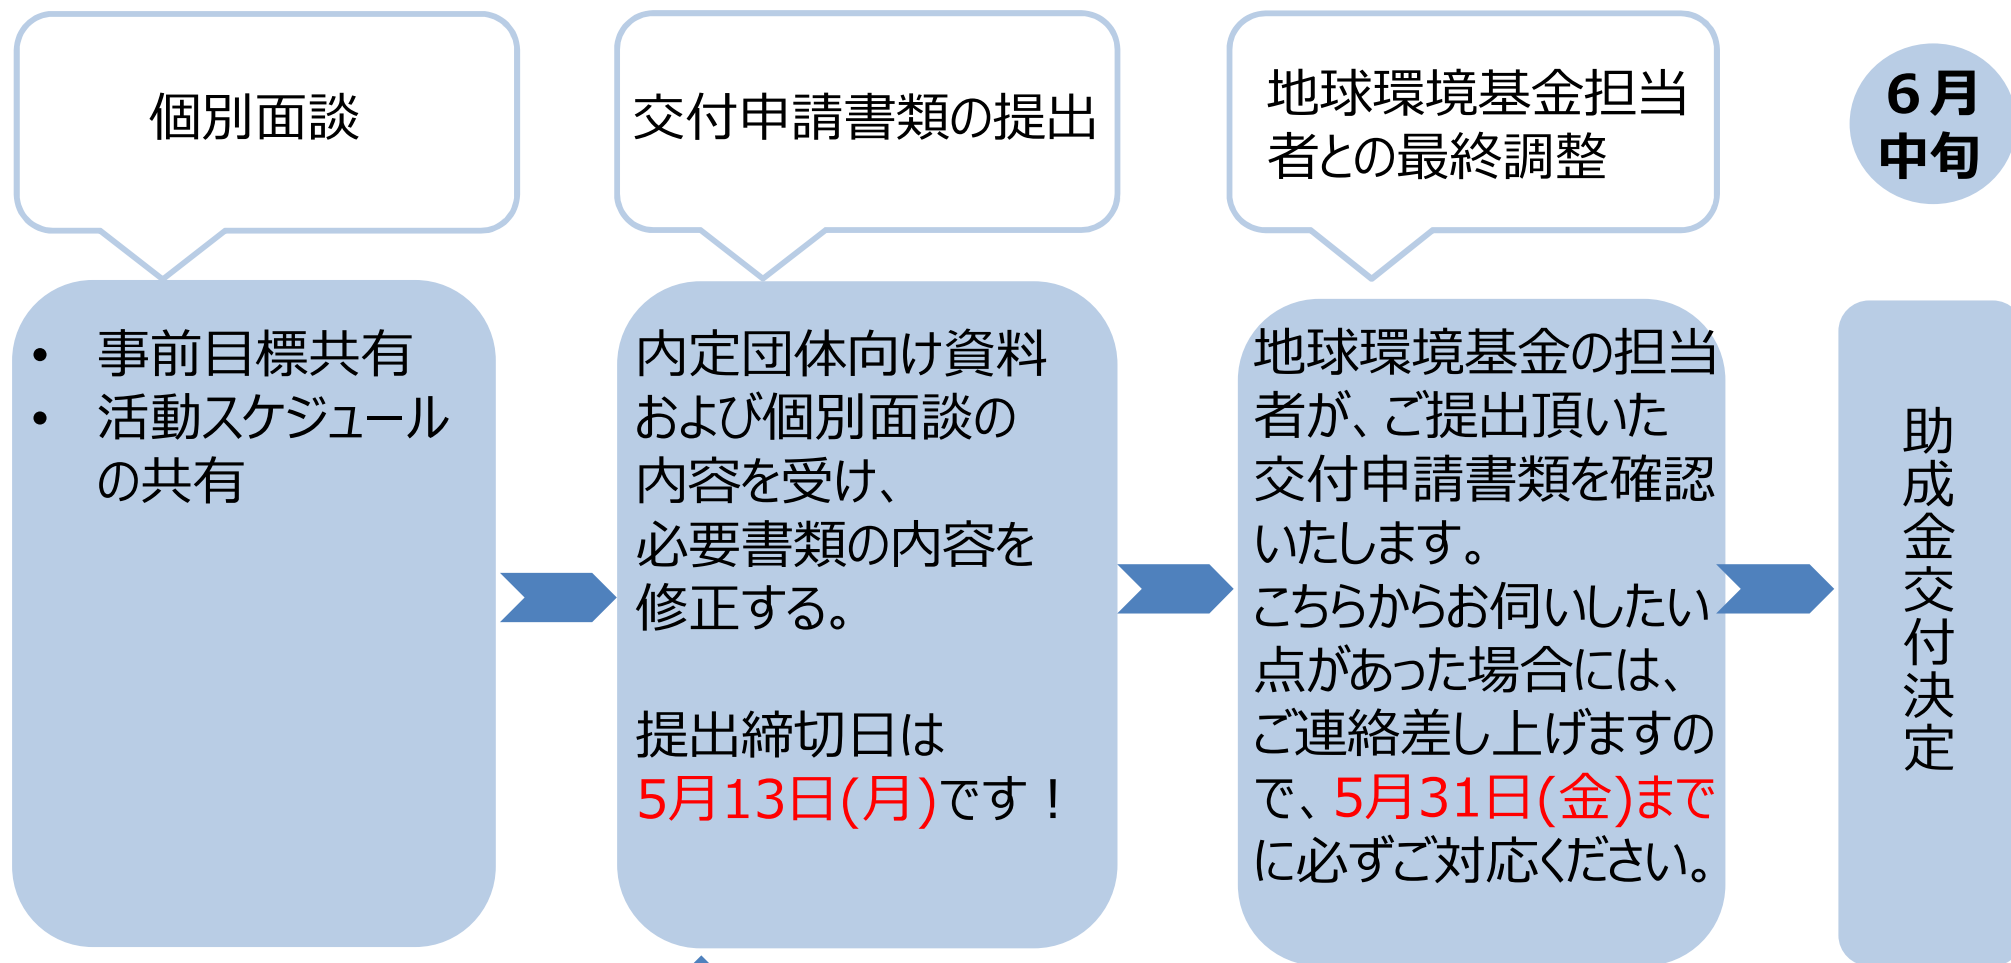 個別面談
交付申請書類の提出
地球環境基金担当
者との最終調整
６月
中旬
• 事前目標共有
• 活動スケジュール
の共有
内定団体向け資料
および個別面談の
内容を受け、
必要書類の内容を
修正する。
提出締切日は
5月13日(月)です！
地球環境基金の担当
者が、ご提出頂いた
交付申請書類を確認
いたします。
こちらからお伺いしたい
点があった場合には、
ご連絡差し上げますの
で、5月31日(金)まで
に必ずご対応ください。
助成金交付決定